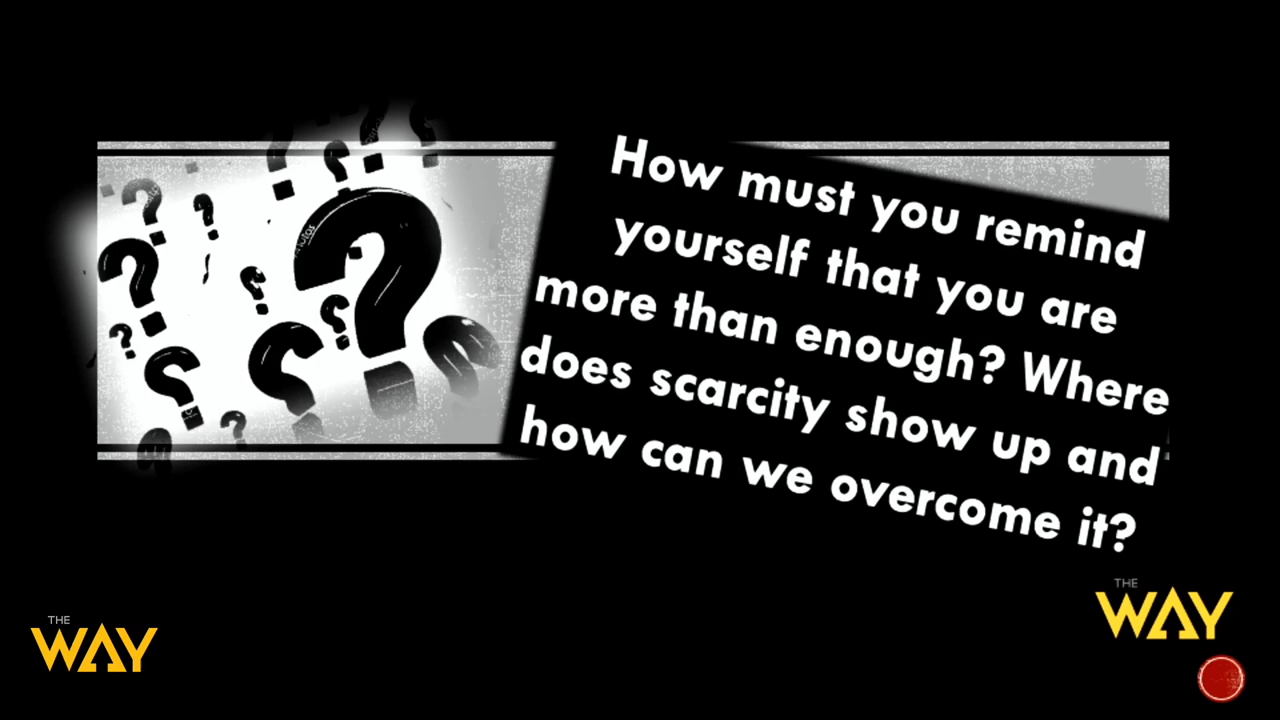 How must you remind
yourself that you are
more than enough? Where
does scarcity show up and
how can we overcome it?
THE
WAY
THE
WAY